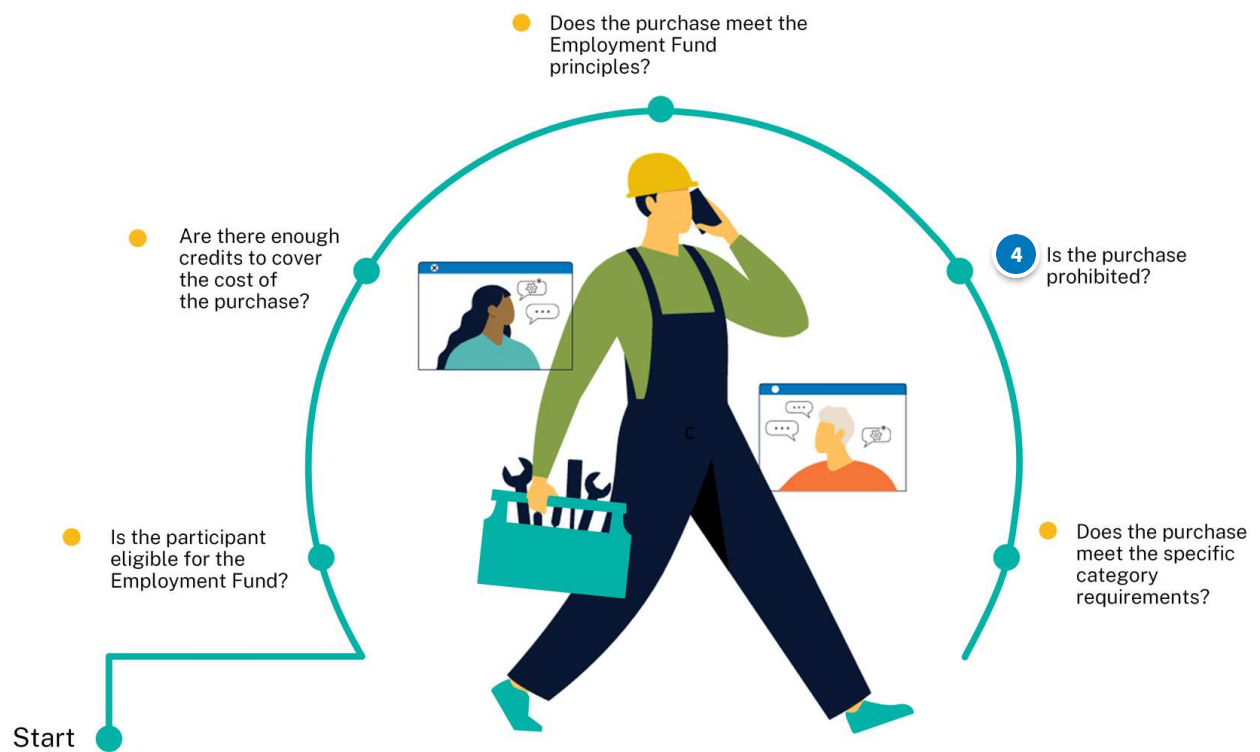 Does the purchase meet the
Employment Fund
principles?
Are there enough
credits to cover
the cost of
the purchase?
4
Is the purchase
prohibited?
c
Is the participant
eligible for the
Employment Fund?
Does the purchase
meet the specific
category
requirements?
Start